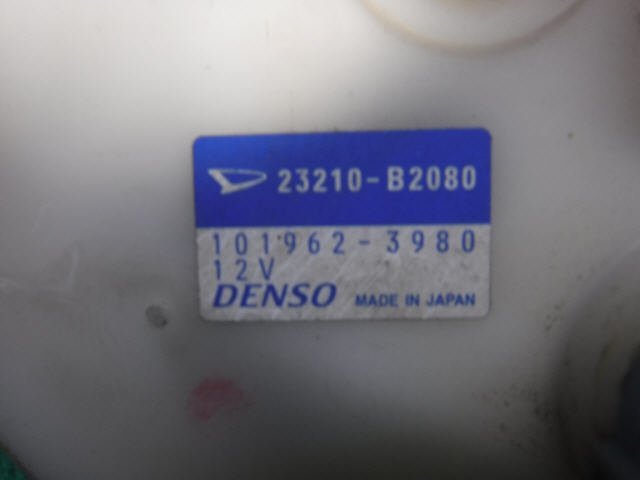 23210-B2080
101962-3980
12V
DENSO MADE IN JAPAN